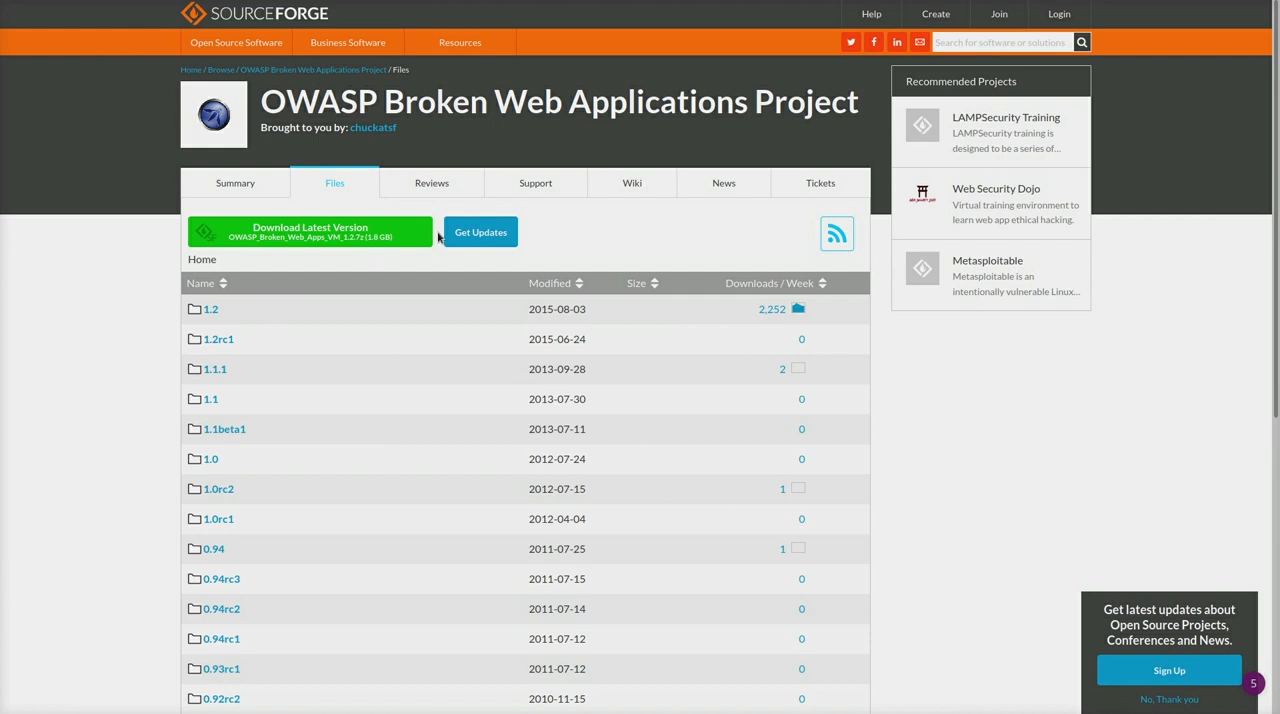 SOURCEFORGE
Help
Create
Join
Login
Open Source Software
Business Software
Resources
Search for software or solutions
Home / Browse / OWASP Broken Web Applications Project / Files
OWASP Broken Web Applications Project
Brought to you by: chuckatsf
Summary
Files
Reviews
Support
Wiki
News
Tickets
Download Latest Version
OWASP_Broken_Web_Apps_VM_1.2.7z (1.8 GB)
Get Updates
Home
Name Modified Size Downloads / Week
1.2 2015-08-03 2,252
1.2rc1 2015-06-24 0
1.1.1 2013-09-28 2
1.1 2013-07-30 0
1.1beta1 2013-07-11 0
1.0 2012-07-24 0
1.0rc2 2012-07-15 1
1.0rc1 2012-04-04 0
0.94 2011-07-25 1
0.94rc3 2011-07-15 0
0.94rc2 2011-07-14 0
0.94rc1 2011-07-12 0
0.93rc1 2011-07-12 0
0.92rc2 2010-11-15 0
Recommended Projects
LAMPSecurity Training
LAMPSecurity training is
designed to be a series of...
Web Security Dojo
Virtual training environment to
learn web app ethical hacking.
Metasploitable
Metasploitable is an
intentionally vulnerable Linux...
Get latest updates about
Open Source Projects,
Conferences and News.
Sign Up
No, Thank you
5